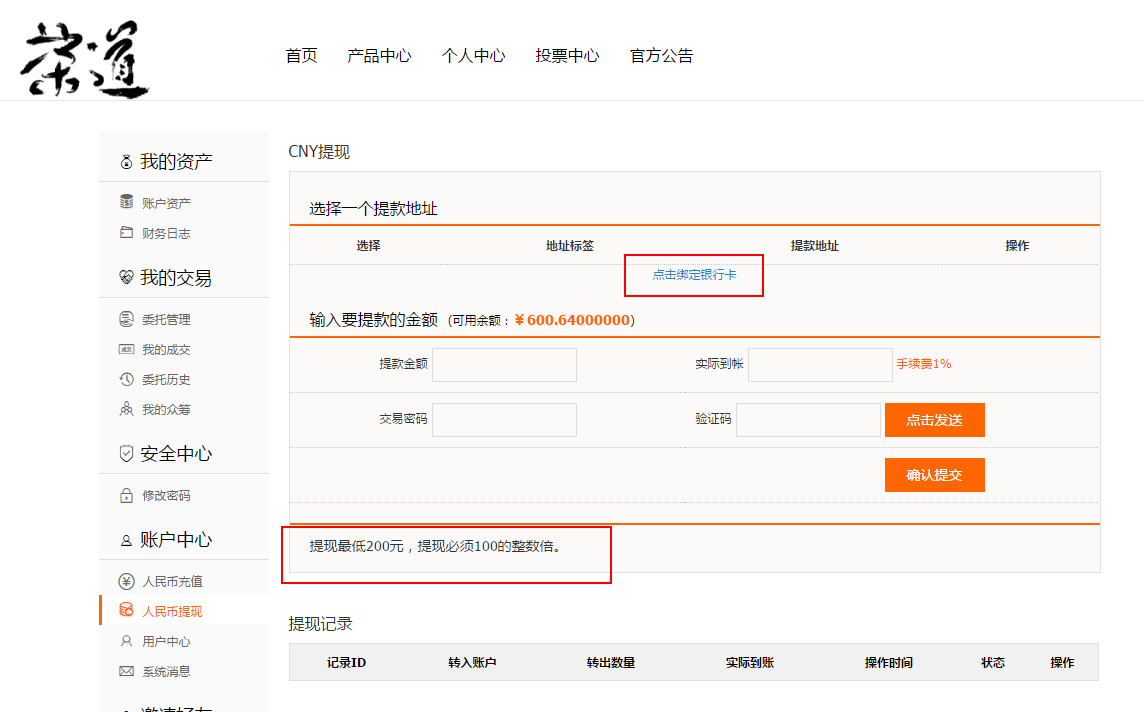 茶道
首页 产品中心 个人中心 投票中心 官方公告
我的资产
账户资产
财务日志
我的交易
委托管理
我的成交
委托历史
我的众筹
安全中心
修改密码
账户中心
人民币充值
人民币提现
用户中心
系统消息
邀请好友
CNY提现
选择一个提款地址
选择 地址标签 提款地址 操作
点击绑定银行卡
输入要提款的金额 (可用余额：¥600.64000000)
提款金额 实际到帐 手续费1%
交易密码 验证码 点击发送
确认提交
提现最低200元，提现必须100的整数倍。
提现记录
记录ID 转入账户 转出数量 实际到账 操作时间 状态 操作